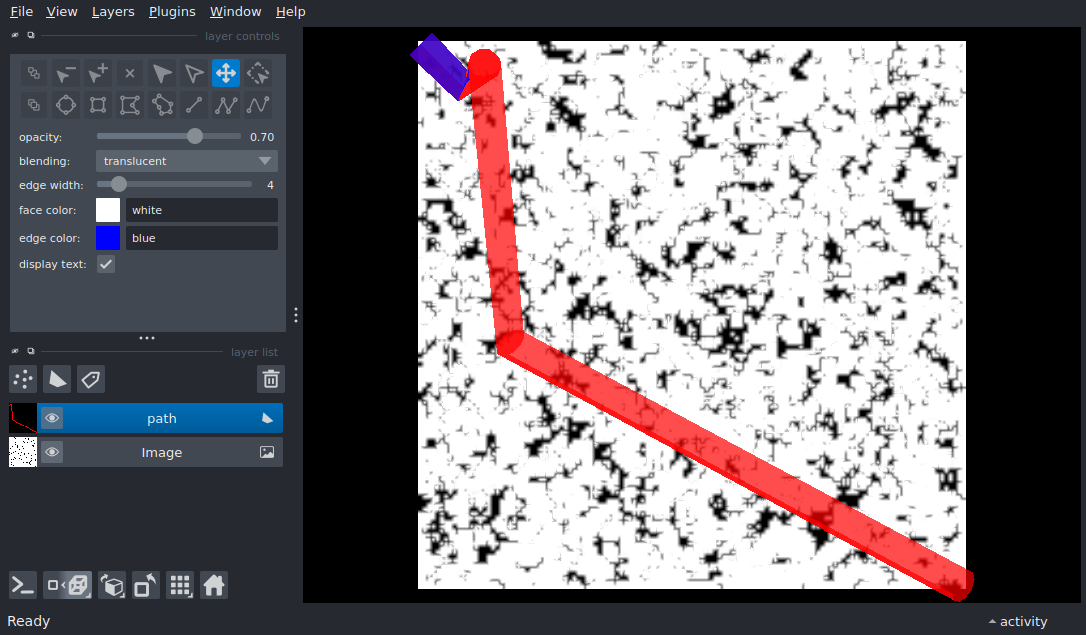 File View Layers Plugins Window Help
layer controls
opacity: 0.70
blending: translucent
edge width: 4
face color: white
edge color: blue
display text:
layer list
path
Image
Ready activity